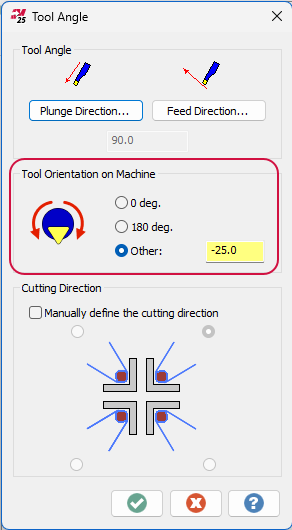 25
Tool Angle
Tool Angle
Plunge Direction...
Feed Direction...
90.0
Tool Orientation on Machine
0 deg.
180 deg.
Other:
-25.0
Cutting Direction
Manually define the cutting direction
?